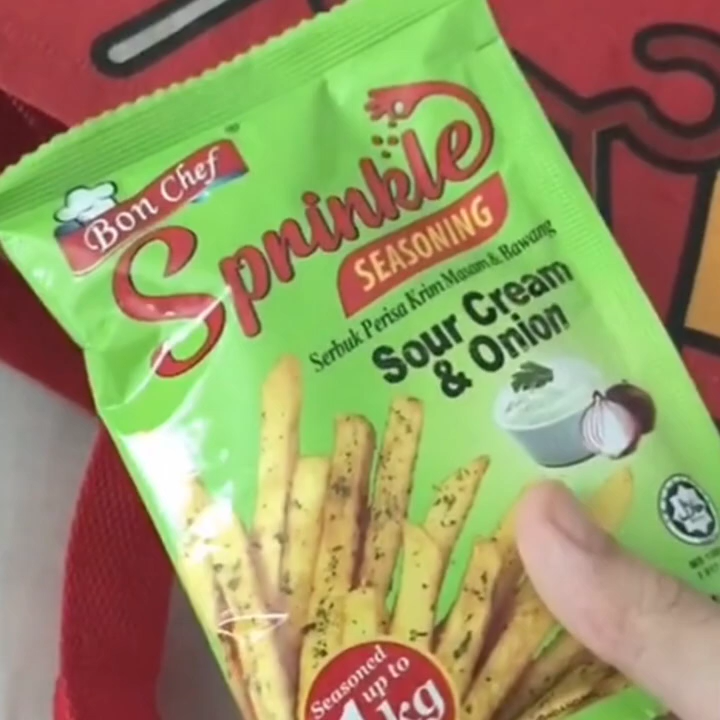 Bon Chef
Sprinkle
SEASONING
Serbuk Perisa Krim Masam & Bawang
Sour Cream
& Onion
Seasoned
up to
1kg